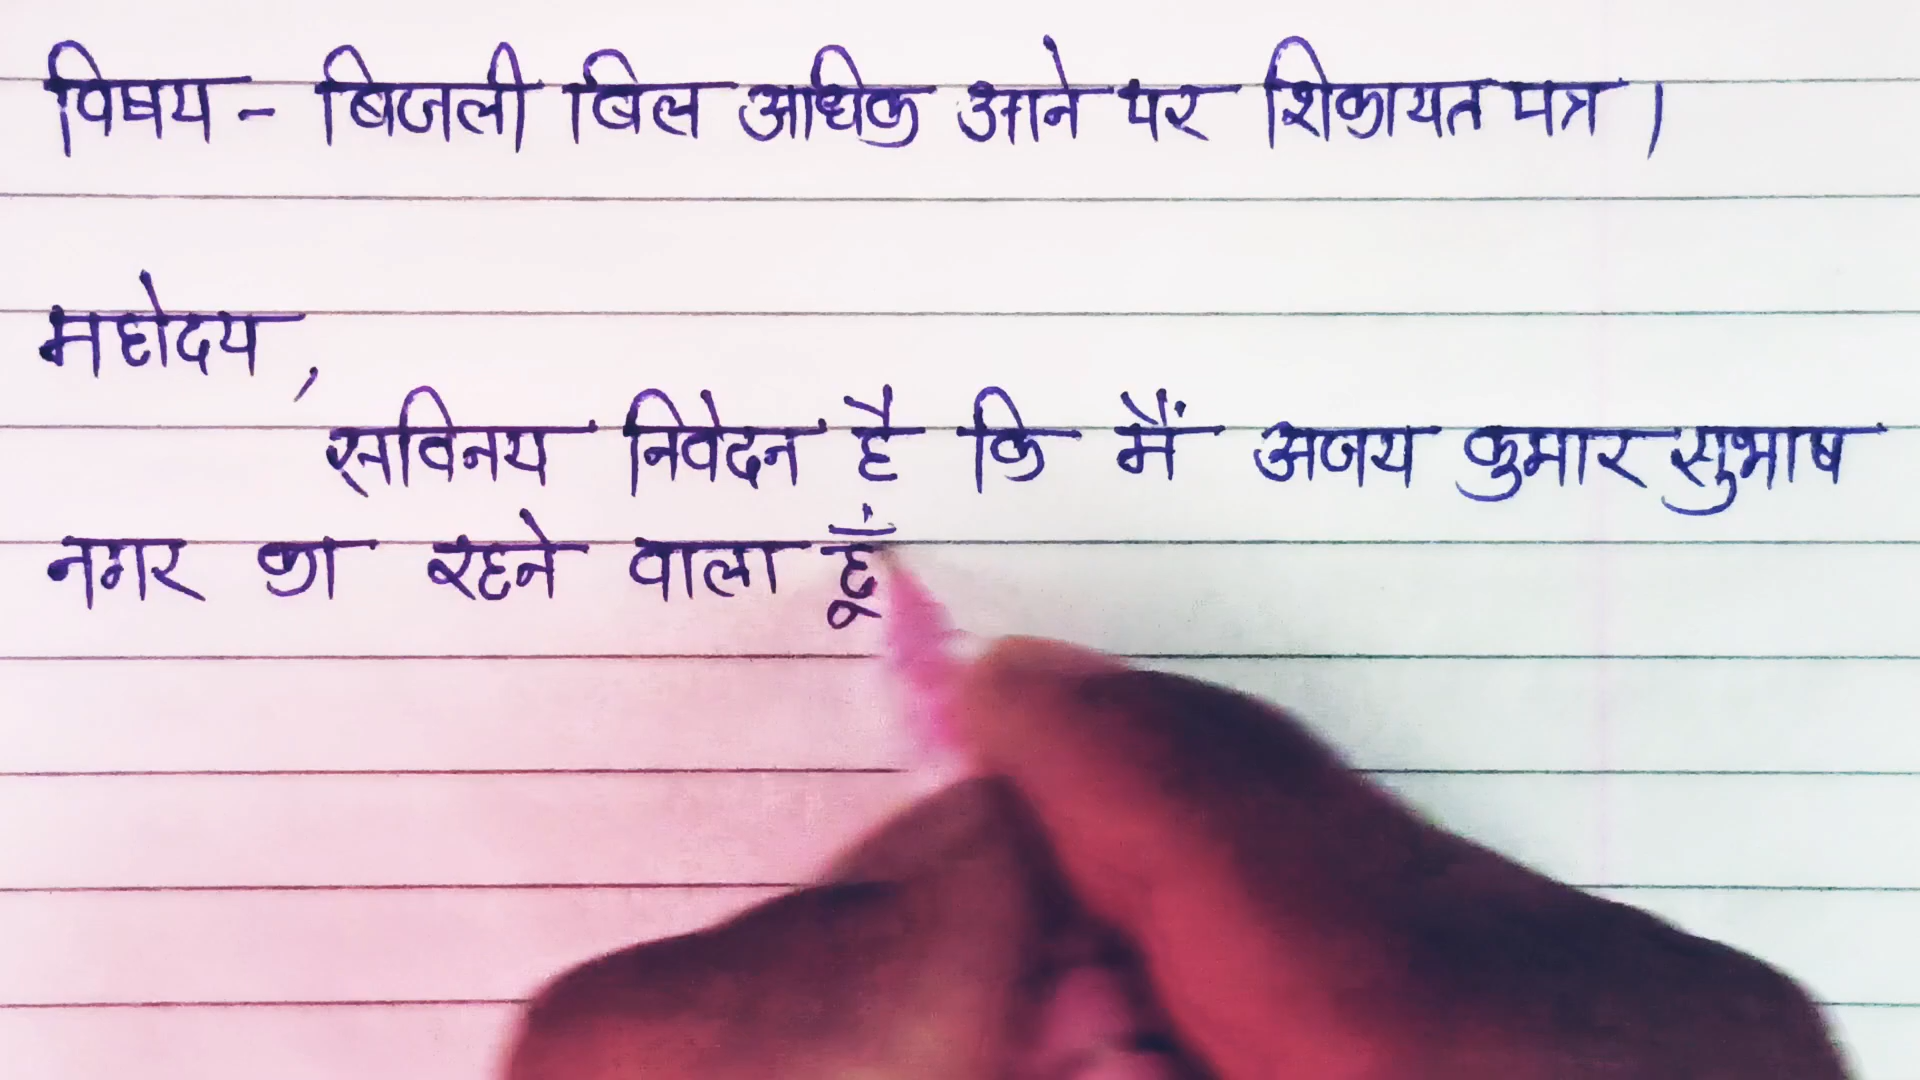 विषय - बिजली बिल अधिक आने पर शिकायत पत्र ।
महोदय ,
सविनय निवेदन है कि मैं अजय कुमार सुभाष
नगर का रहने वाला हूं